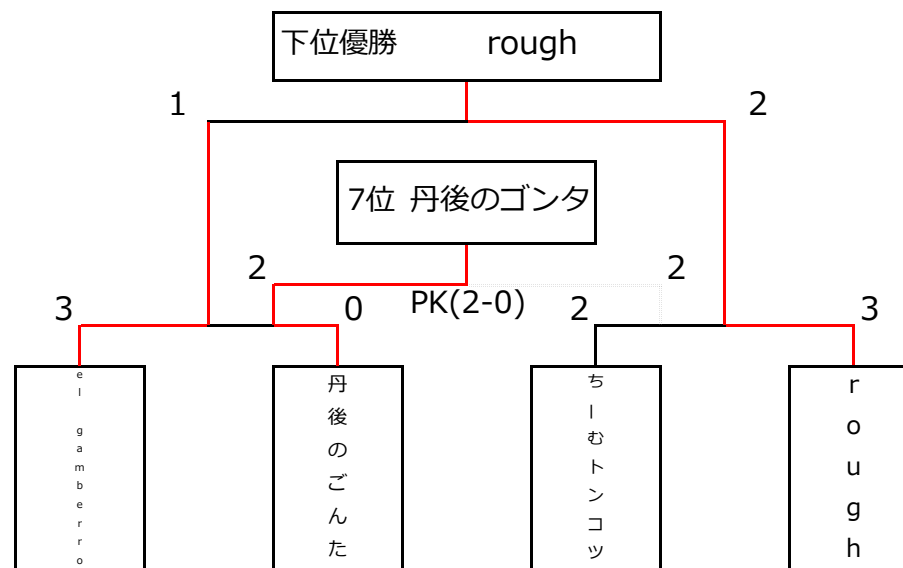 下位優勝 rough
1
2
7位 丹後のゴンタ
2
2
3
0
PK(2-0)
2
3
el gamberro
丹後のごんた
ちーむトンコツ
rough